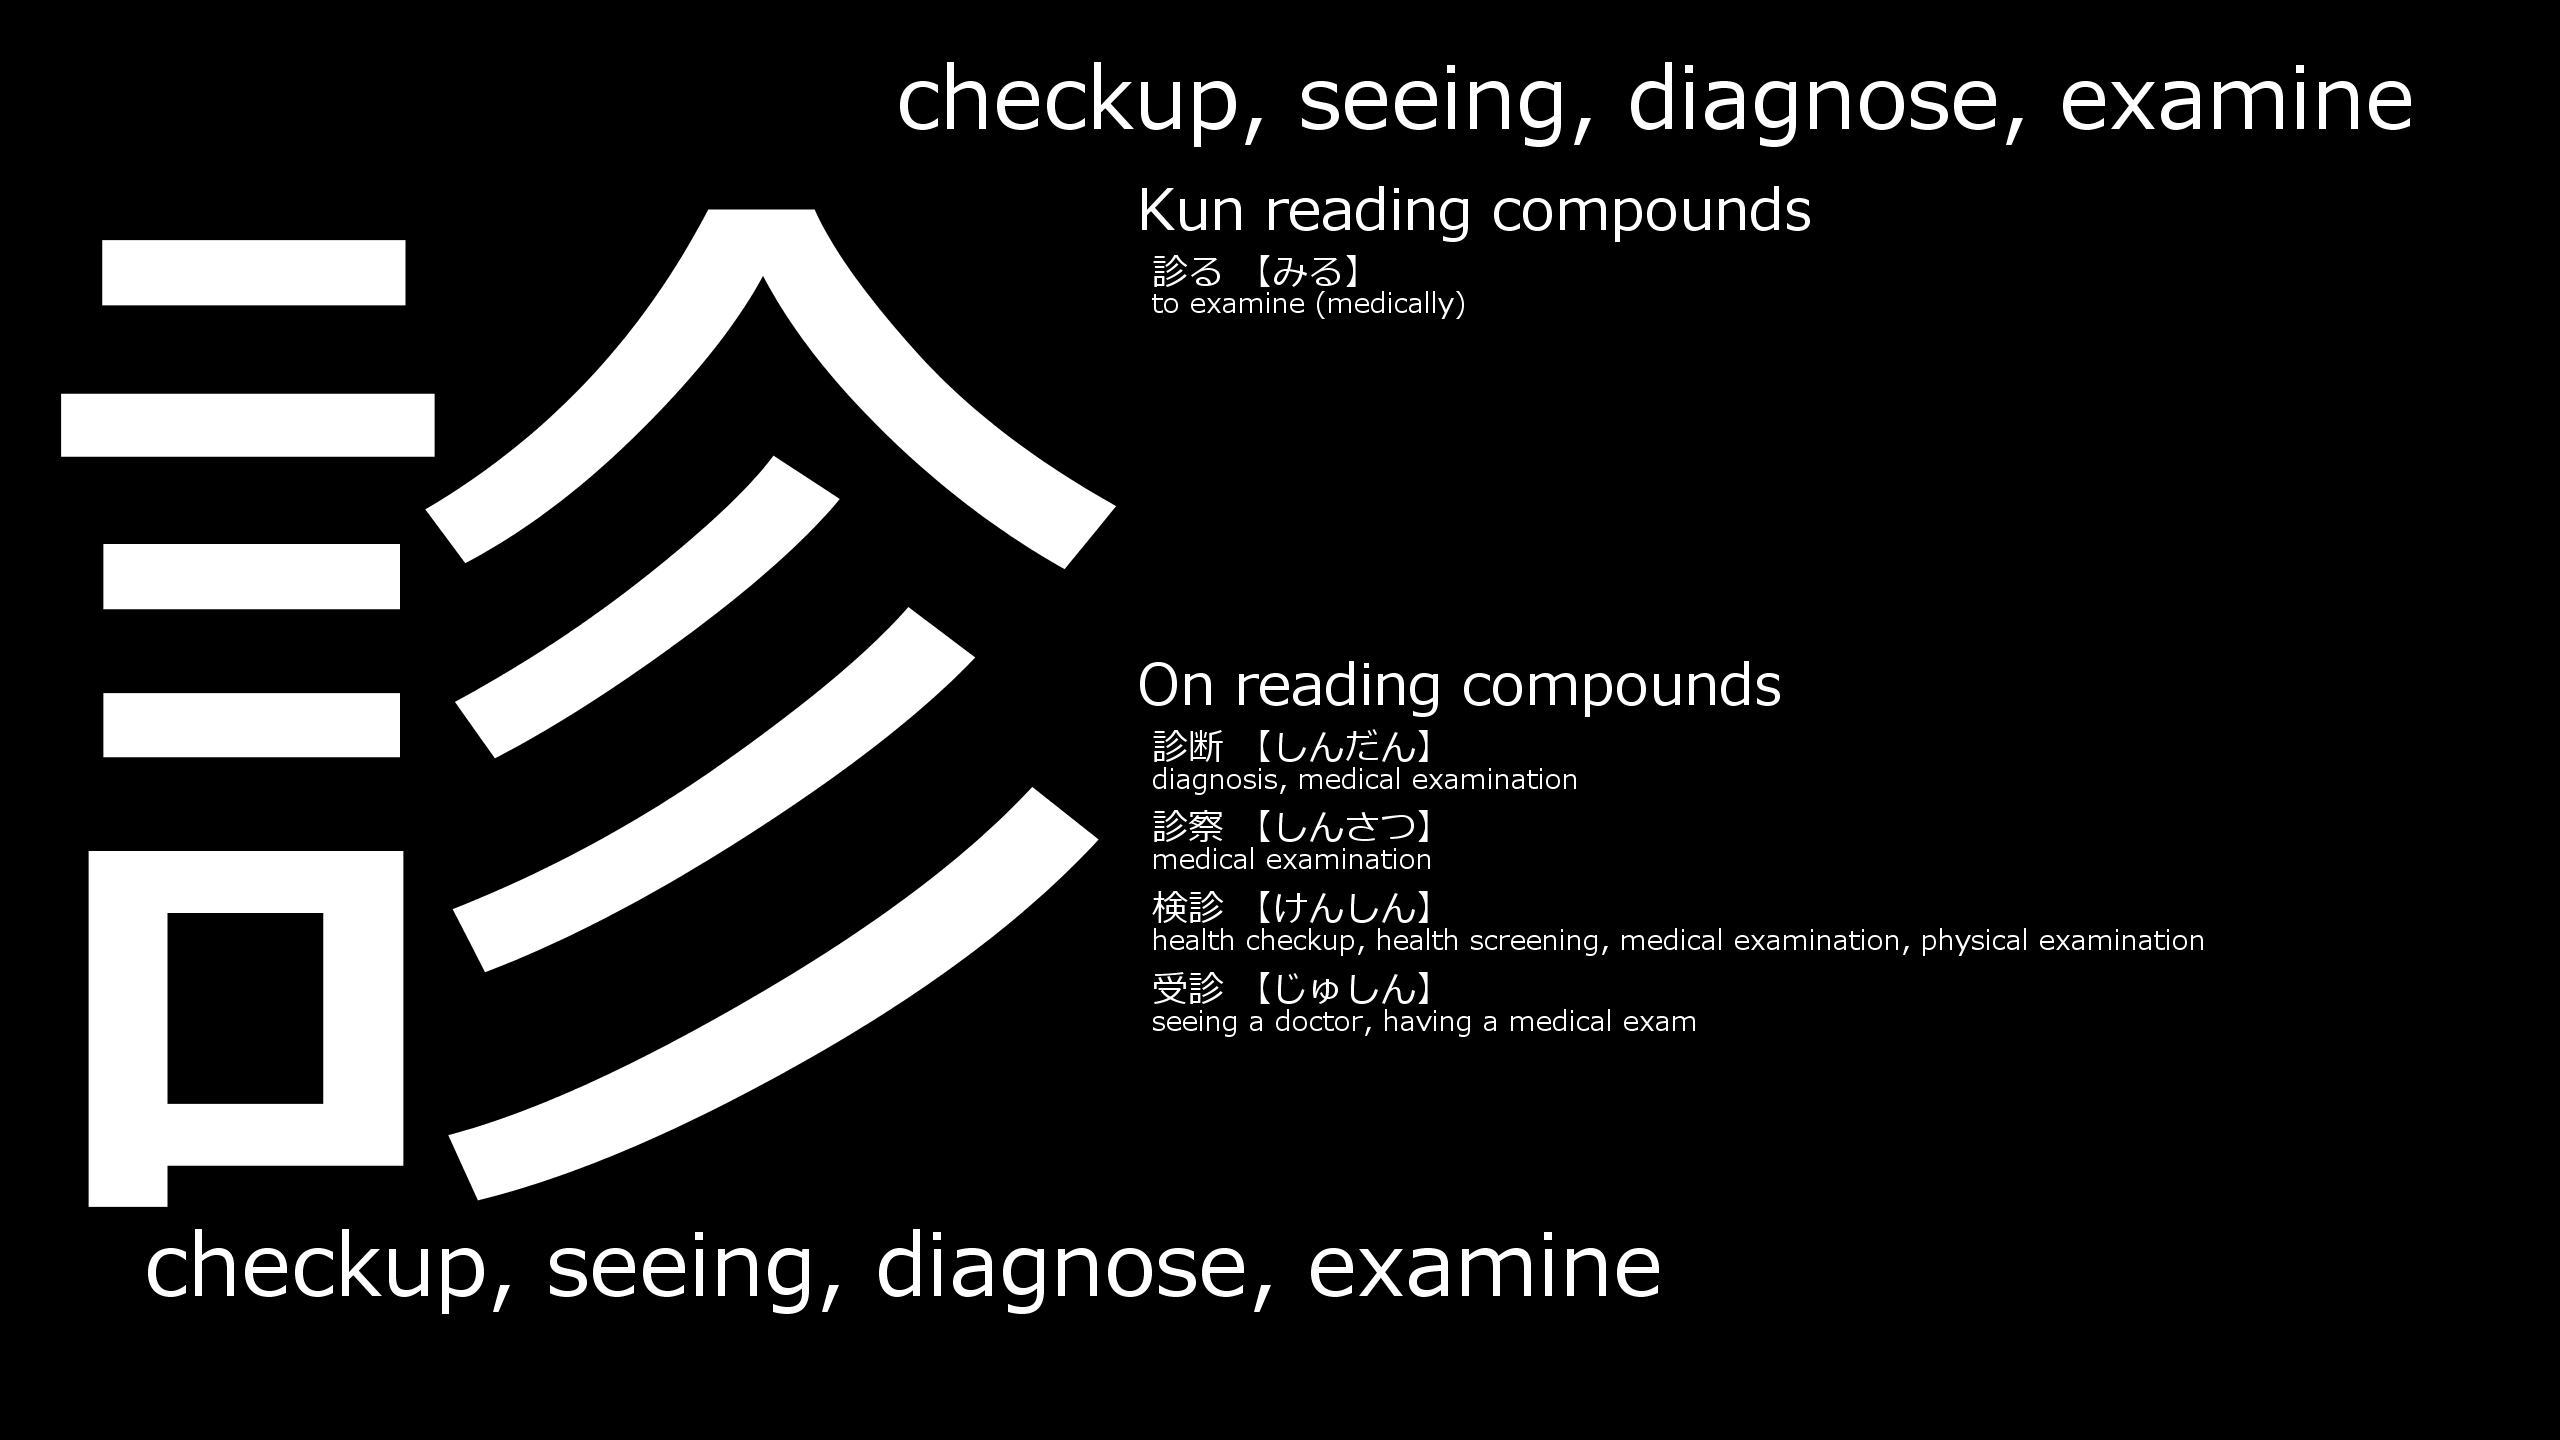 checkup, seeing, diagnose, examine
診
Kun reading compounds
診る 【みる】
to examine (medically)
On reading compounds
診断 【しんだん】
diagnosis, medical examination
診察 【しんさつ】
medical examination
検診 【けんしん】
health checkup, health screening, medical examination, physical examination
受診 【じゅしん】
seeing a doctor, having a medical exam
checkup, seeing, diagnose, examine